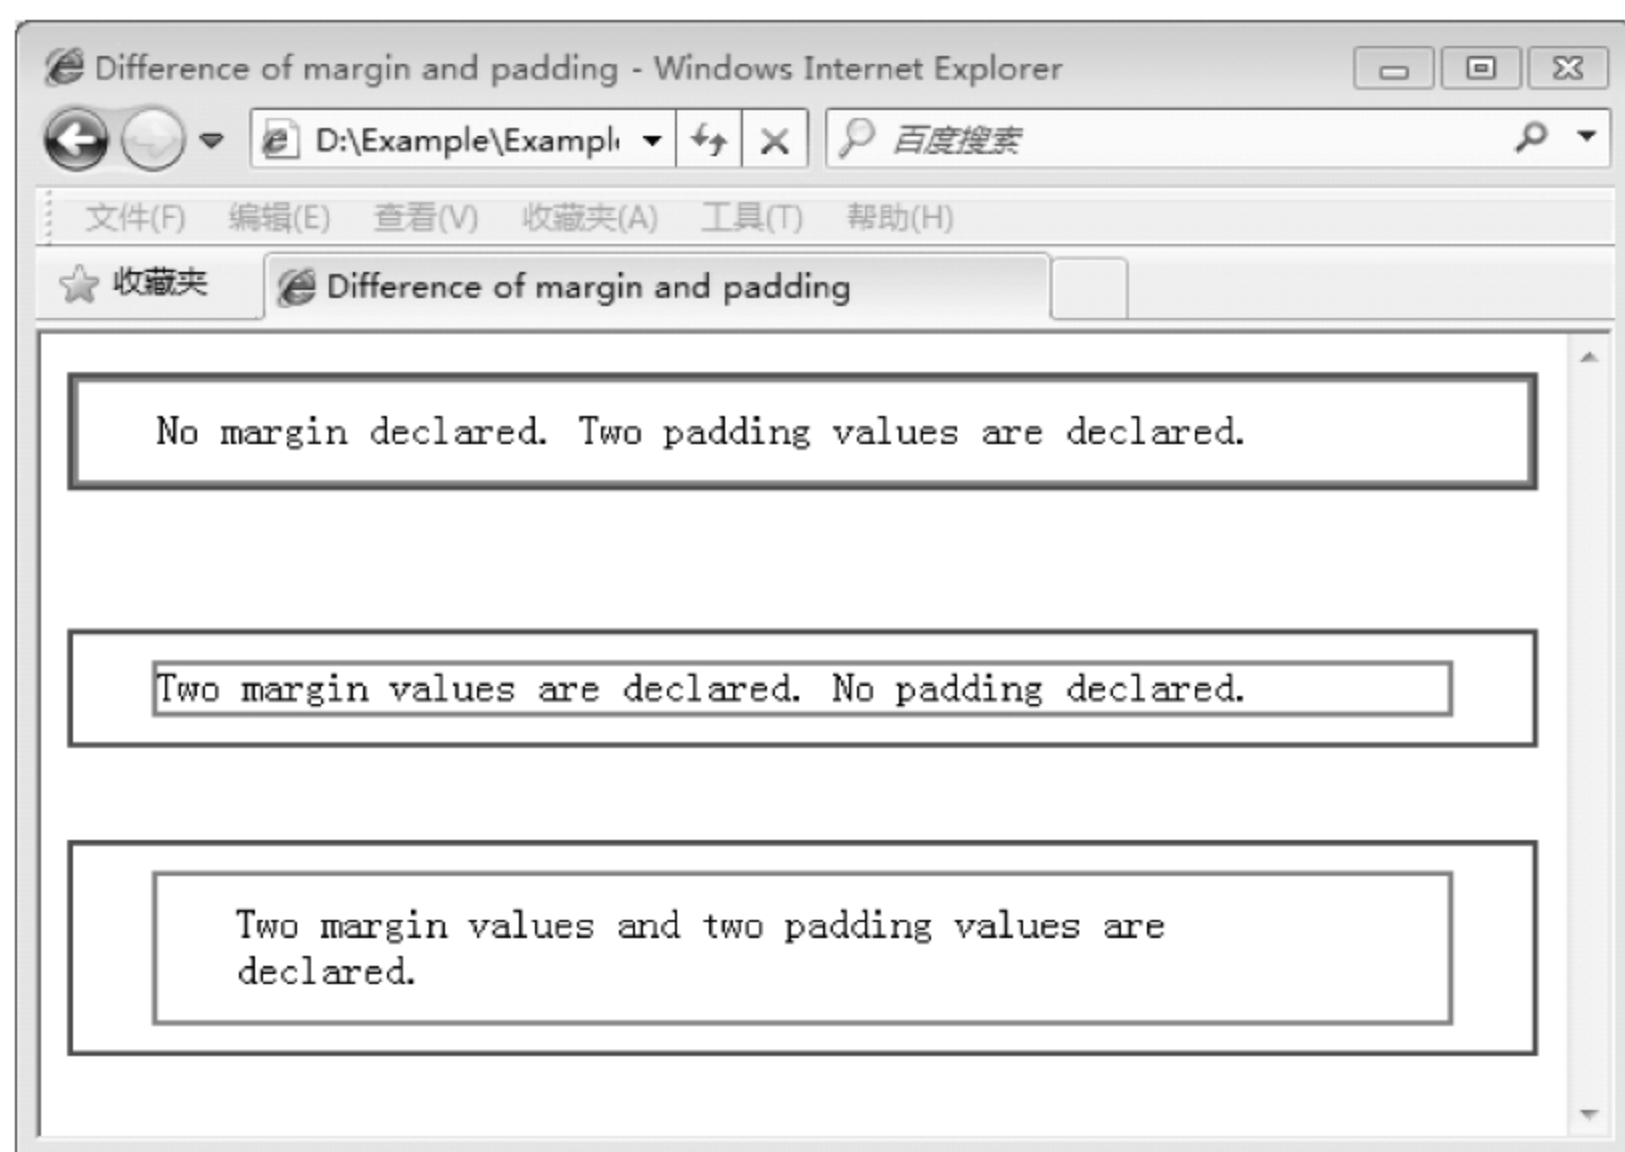 Difference of margin and padding - Windows Internet Explorer
D:\Example\Exampl
百度搜索
文件(F) 编辑(E) 查看(V) 收藏夹(A) 工具(T) 帮助(H)
收藏夹 Difference of margin and padding
No margin declared. Two padding values are declared.
Two margin values are declared. No padding declared.
Two margin values and two padding values are
declared.